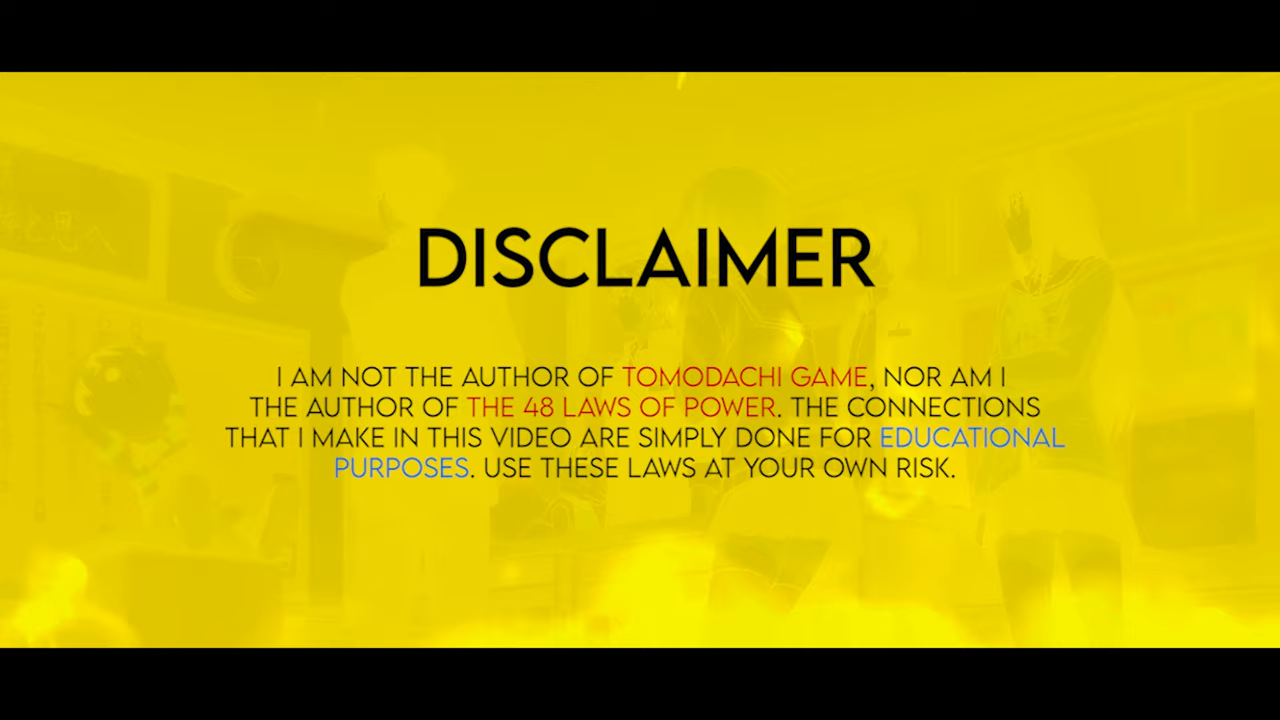 DISCLAIMER
I AM NOT THE AUTHOR OF TOMODACHI GAME, NOR AM I
THE AUTHOR OF THE 48 LAWS OF POWER. THE CONNECTIONS
THAT I MAKE IN THIS VIDEO ARE SIMPLY DONE FOR EDUCATIONAL
PURPOSES. USE THESE LAWS AT YOUR OWN RISK.